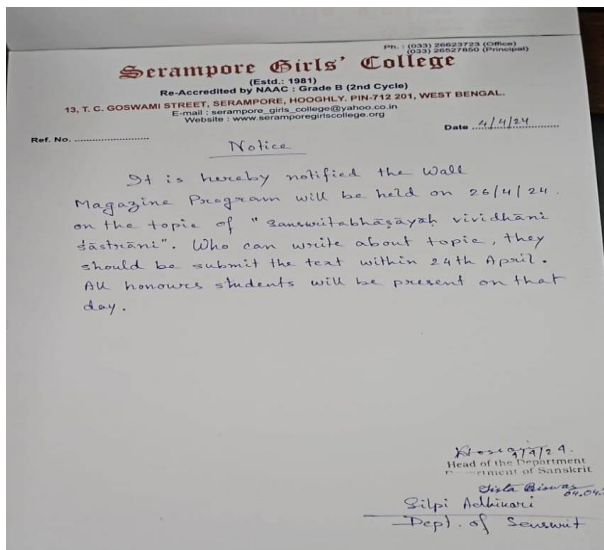 Ph. : (033) 26623723 (Office)
(033) 26527850 (Principal)
Serampore Girls' College
(Estd.: 1981)
Re-Accredited by NAAC : Grade B (2nd Cycle)
13, T. C. GOSWAMI STREET, SERAMPORE, HOOGHLY. PIN-712 201, WEST BENGAL.
E-mail : serampore_girls_college@yahoo.co.in
Website : www.seramporegirlscollege.org
Ref. No. ........................
Date 4/4/24
Notice
It is hereby notified the Wall
Magazine Program will be held on 26/4/24.
on the topic of "Sanskritabhāṣāyaḥ vividhāni
śāstrāni". Who can write about topic, they
should be submit the text within 24th April.
All honours students will be present on that
day.
Head of the Department
Department of Sanskrit
Sista Biswas
04.04.
Silpi Adhikari
Dept. of Sanskrit